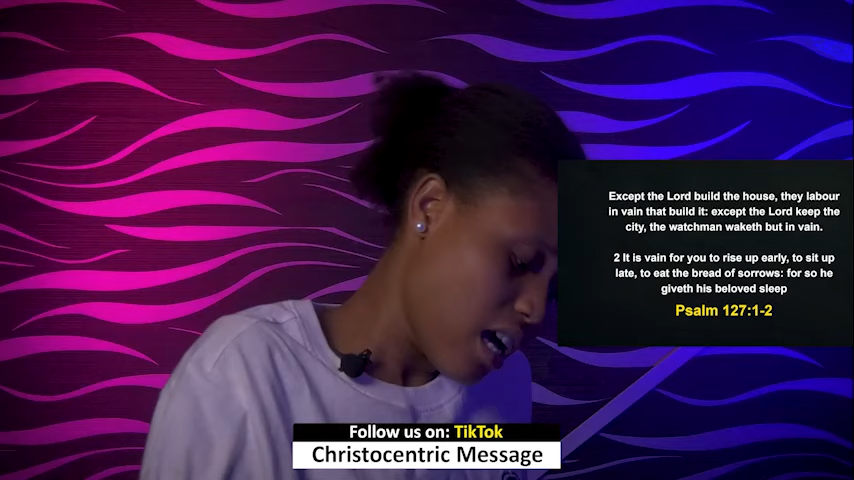 Except the Lord build the house, they labour
in vain that build it: except the Lord keep the
city, the watchman waketh but in vain.
2 It is vain for you to rise up early, to sit up
late, to eat the bread of sorrows: for so he
giveth his beloved sleep
Psalm 127:1-2
Follow us on: TikTok
Christocentric Message